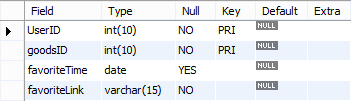 Field Type Null Key Default Extra
UserID int(10) NO PRI NULL
goodsID int(10) NO PRI NULL
favoriteTime date YES NULL
favoriteLink varchar(15) NO NULL